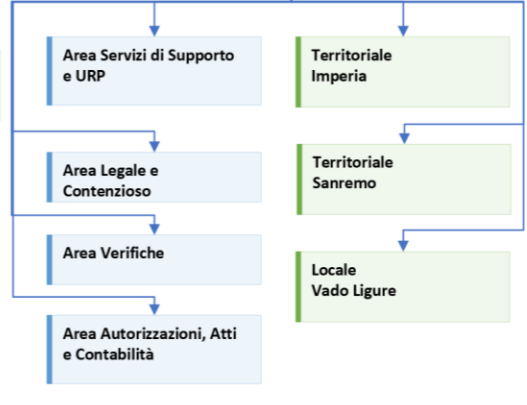 Area Servizi di Supporto
e URP
Area Legale e
Contenzioso
Area Verifiche
Area Autorizzazioni, Atti
e Contabilità
Territoriale
Imperia
Territoriale
Sanremo
Locale
Vado Ligure